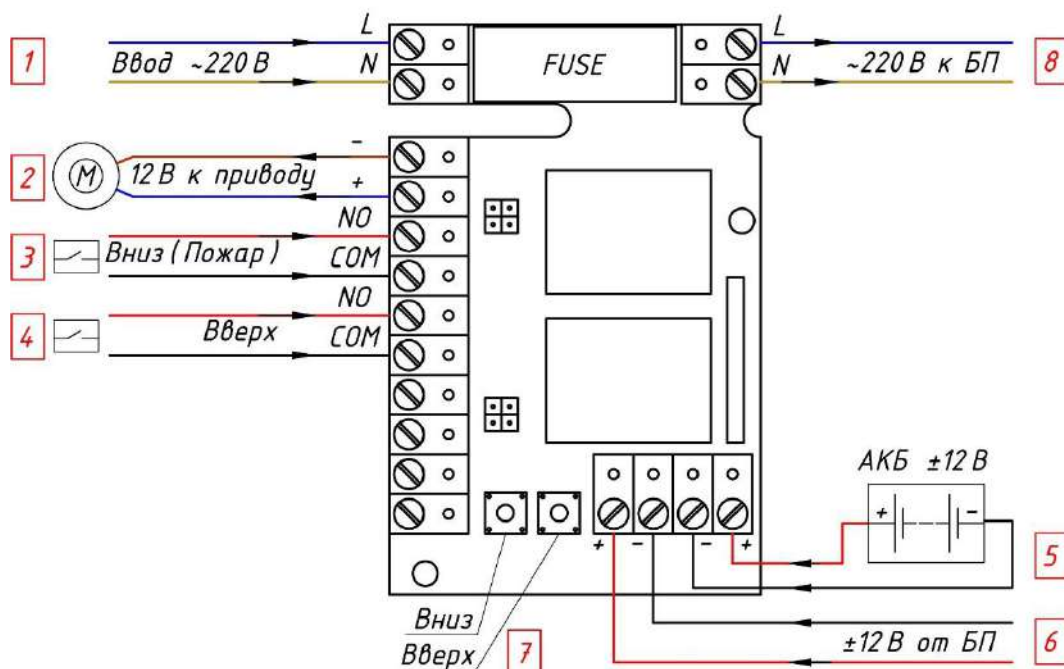 1
L
Ввод ~220 В
N
FUSE
L
N
~220 В к БП
8
2
М
-
12 В к приводу
+
3
NO
Вниз (Пожар)
COM
4
NO
Вверх
COM
АКБ ±12 В
+ -
+ - - +
5
6
±12 В от БП
Вниз
Вверх
7